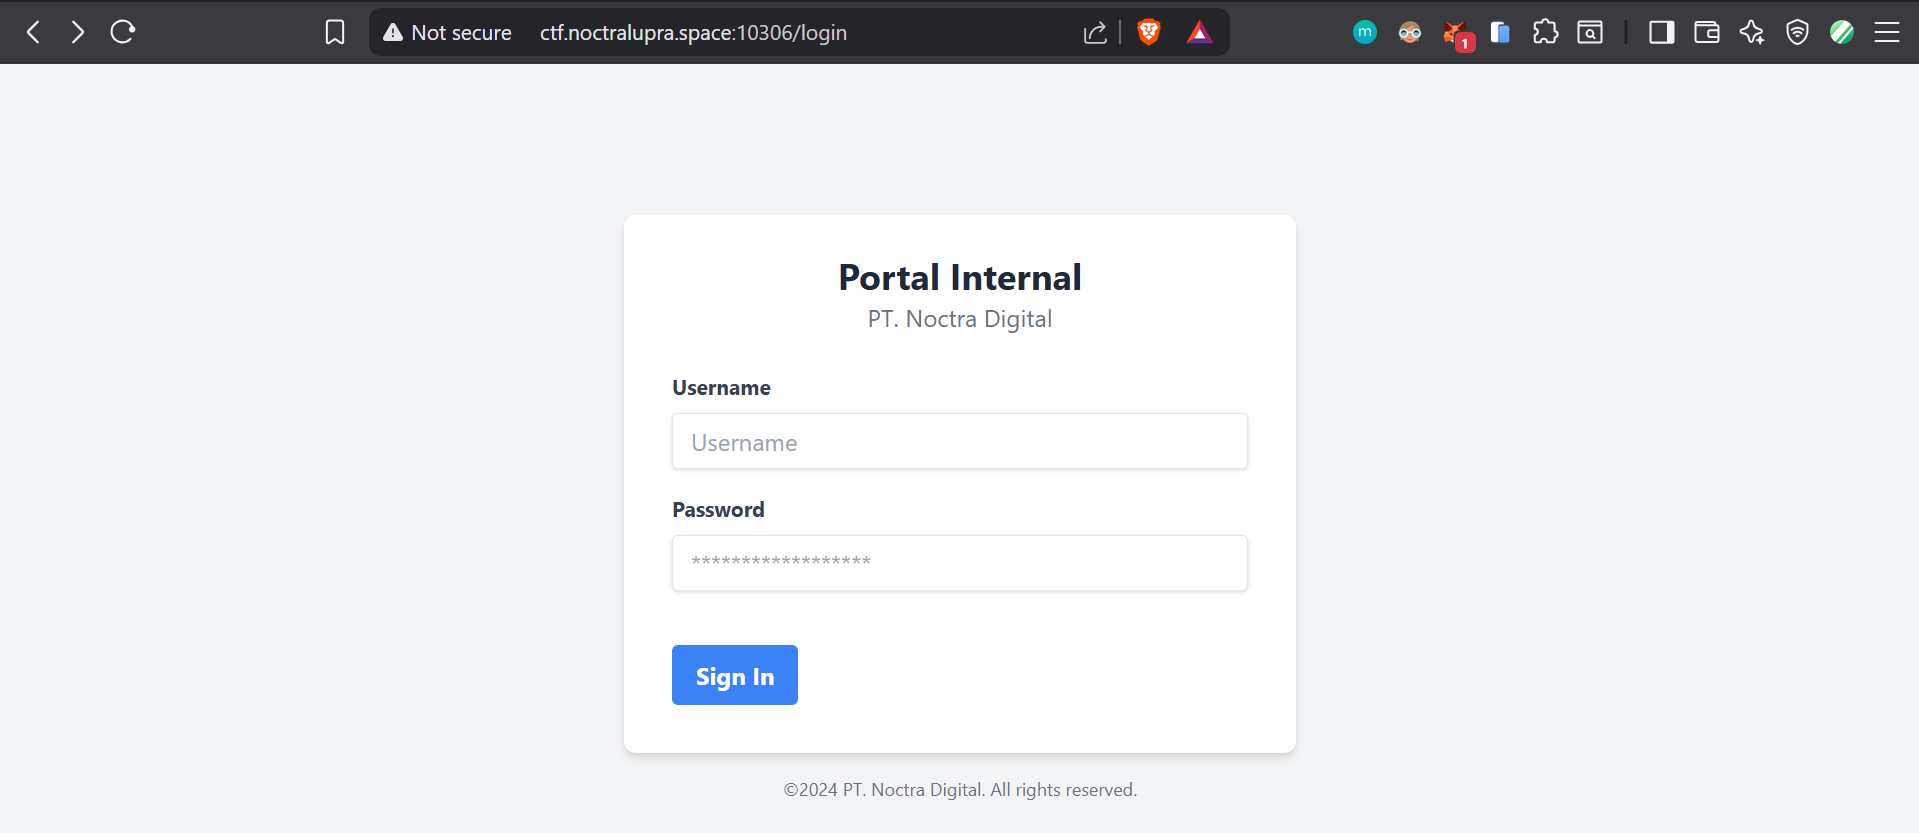 Not secure ctf.noctralupra.space:10306/login
m
1
Portal Internal
PT. Noctra Digital
Username
Username
Password
******************
Sign In
©2024 PT. Noctra Digital. All rights reserved.